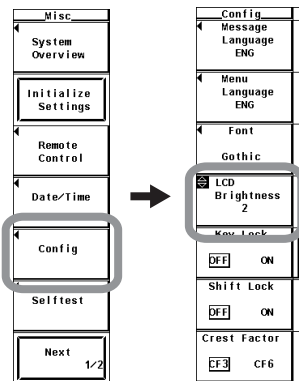 Misc
System
Overview
Initialize
Settings
Remote
Control
Date/Time
Config
Selftest
Next
1/2
Config
Message
Language
ENG
Menu
Language
ENG
Font
Gothic
LCD
Brightness
2
Key Lock
OFF ON
Shift Lock
OFF ON
Crest Factor
CF3 CF6